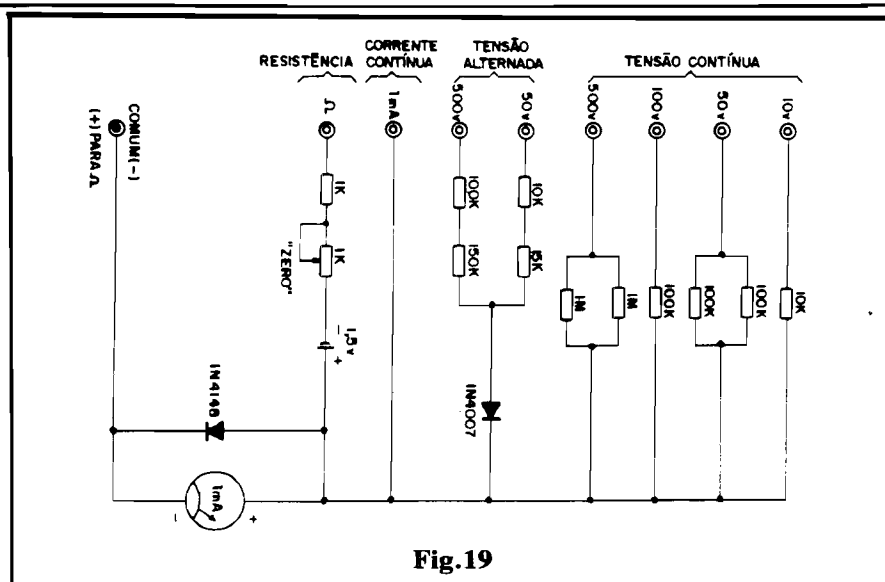 RESISTÊNCIA
CORRENTE
CONTÍNUA
TENSÃO
ALTERNADA
TENSÃO CONTÍNUA
COMUM(-)
(+) PARA Ω
Ω
1mA
500v
50v
500v
100v
50v
10v
1K
1K
"ZERO"
100K
150K
10K
15K
1M
1M
100K
100K
100K
10K
- 1,5v +
1N4148
1N4007
1mA
- +
Fig.19